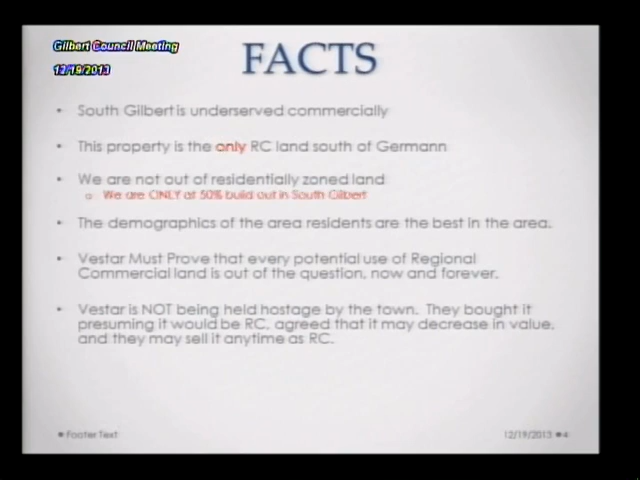 Gilbert Council Meeting
12/19/2013
FACTS
• South Gilbert is underserved commercially
• This property is the only RC land south of Germann
• We are not out of residentially zoned land
o We are ONLY at 50% build out in South Gilbert
• The demographics of the area residents are the best in the area.
• Vestar Must Prove that every potential use of Regional
Commercial land is out of the question, now and forever.
• Vestar is NOT being held hostage by the town. They bought it
presuming it would be RC, agreed that it may decrease in value,
and they may sell it anytime as RC.
Footer Text
12/19/2013 4